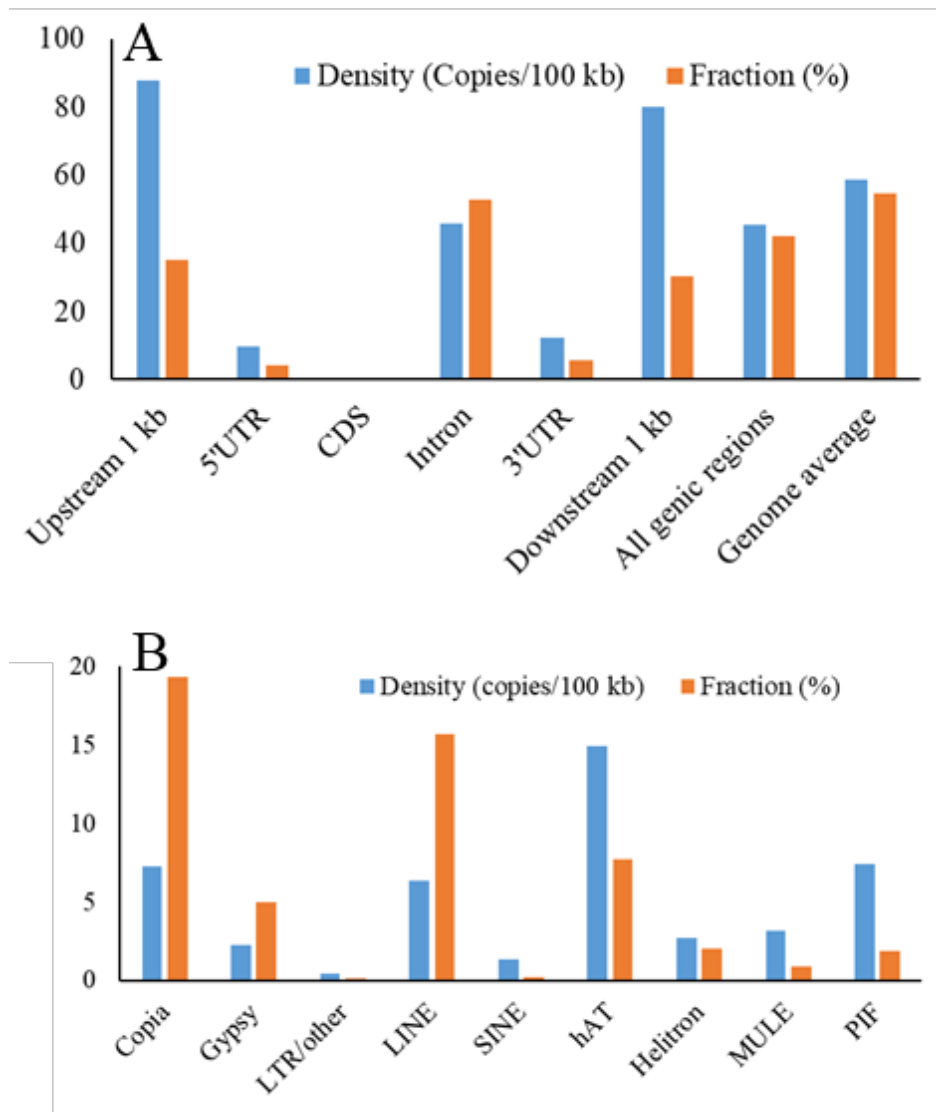 A
Density (Copies/100 kb) Fraction (%)
100
80
60
40
20
0
Upstream 1 kb
5'UTR
CDS
Intron
3'UTR
Downstream 1 kb
All genic regions
Genome average
B
Density (copies/100 kb) Fraction (%)
20
15
10
5
0
Copia
Gypsy
LTR/other
LINE
SINE
hAT
Helitron
MULE
PIF